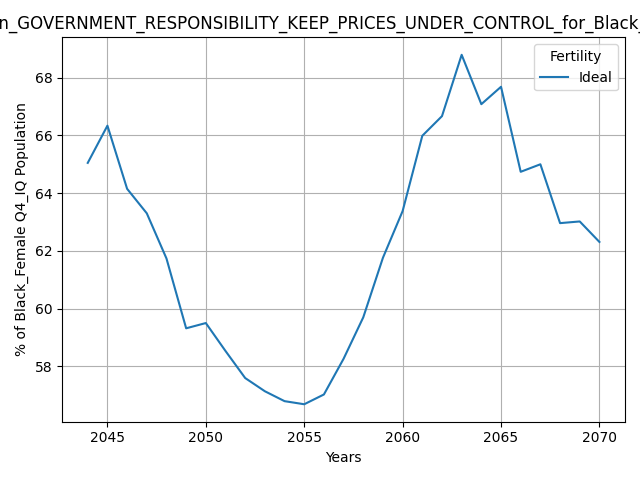 n_GOVERNMENT_RESPONSIBILITY_KEEP_PRICES_UNDER_CONTROL_for_Black_
Fertility
Ideal
% of Black_Female Q4_IQ Population
68
66
64
62
60
58
2045 2050 2055 2060 2065 2070
Years